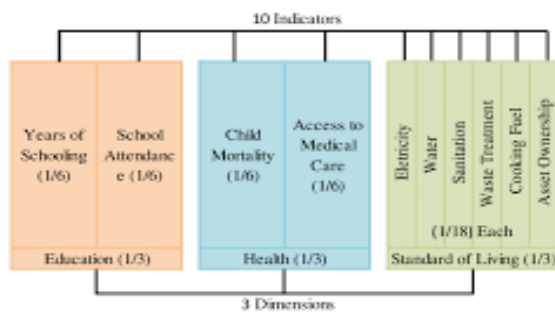 10 Indicators
Years of
Schooling
(1/6)
School
Attendanc
e (1/6)
Child
Mortality
(1/6)
Access to
Medical
Care
(1/6)
Eletricity
Water
Sanitation
Waste Treatment
Cooking Fuel
Asset Ownership
(1/18) Each
Education (1/3)
Health (1/3)
Standard of Living (1/3)
3 Dimensions